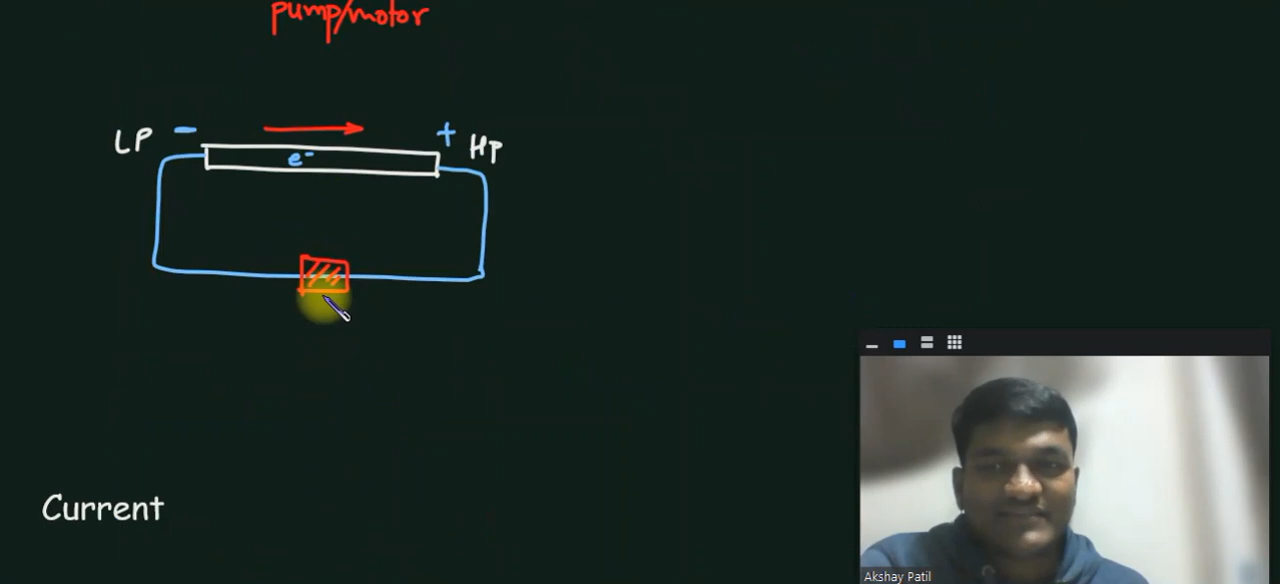 pump/motor
LP - + HP
e-
Current
Akshay Patil